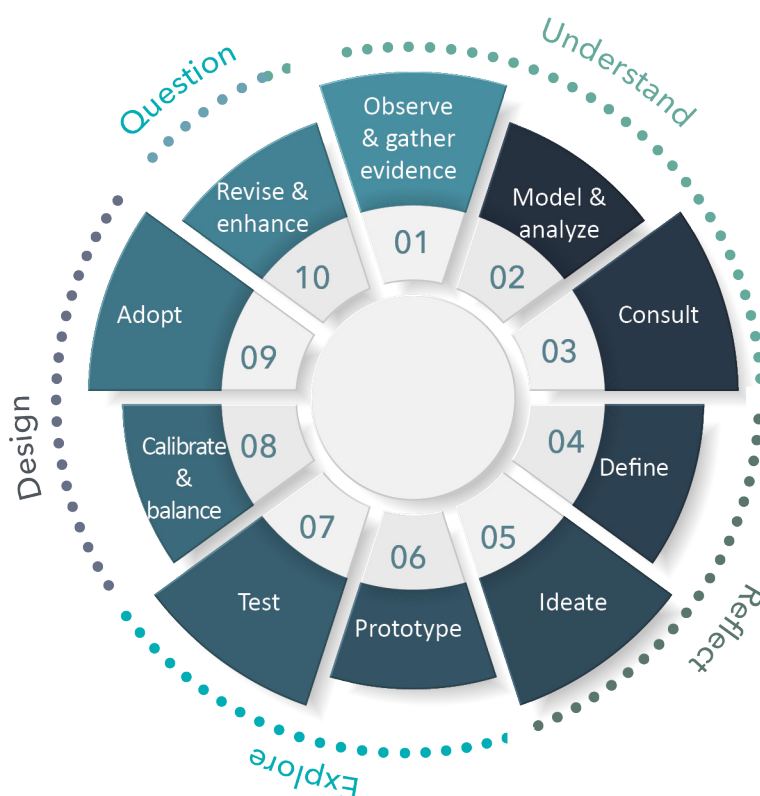 Understand
Question
Observe
& gather
evidence
01
Model &
analyze
02
Consult
03
Define
04
Ideate
05
Prototype
06
Test
07
Calibrate
&
balance
08
Adopt
09
Revise &
enhance
10
Reflect
Explore
Design